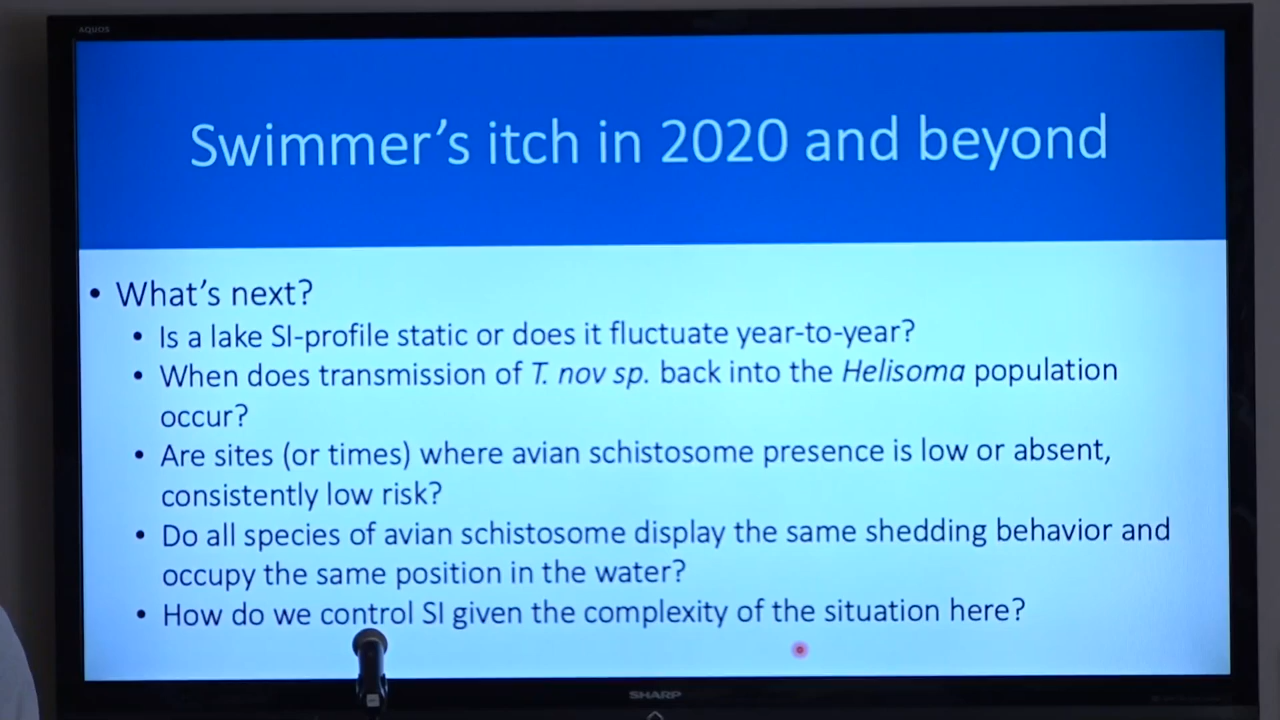 AQUOS
Swimmer's itch in 2020 and beyond
• What's next?
• Is a lake SI-profile static or does it fluctuate year-to-year?
• When does transmission of T. nov sp. back into the Helisoma population
occur?
• Are sites (or times) where avian schistosome presence is low or absent,
consistently low risk?
• Do all species of avian schistosome display the same shedding behavior and
occupy the same position in the water?
• How do we control SI given the complexity of the situation here?
SHARP